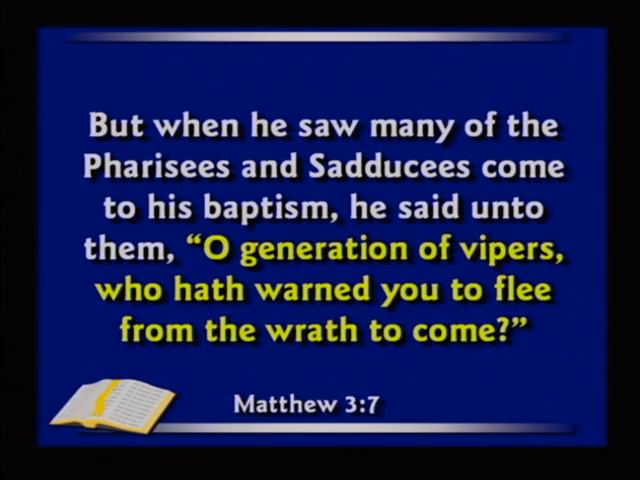 But when he saw many of the
Pharisees and Sadducees come
to his baptism, he said unto
them, “O generation of vipers,
who hath warned you to flee
from the wrath to come?”
Matthew 3:7